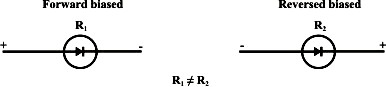 Forward biased
Reversed biased
R₁
R₂
+
-
-
+
R₁ ≠ R₂